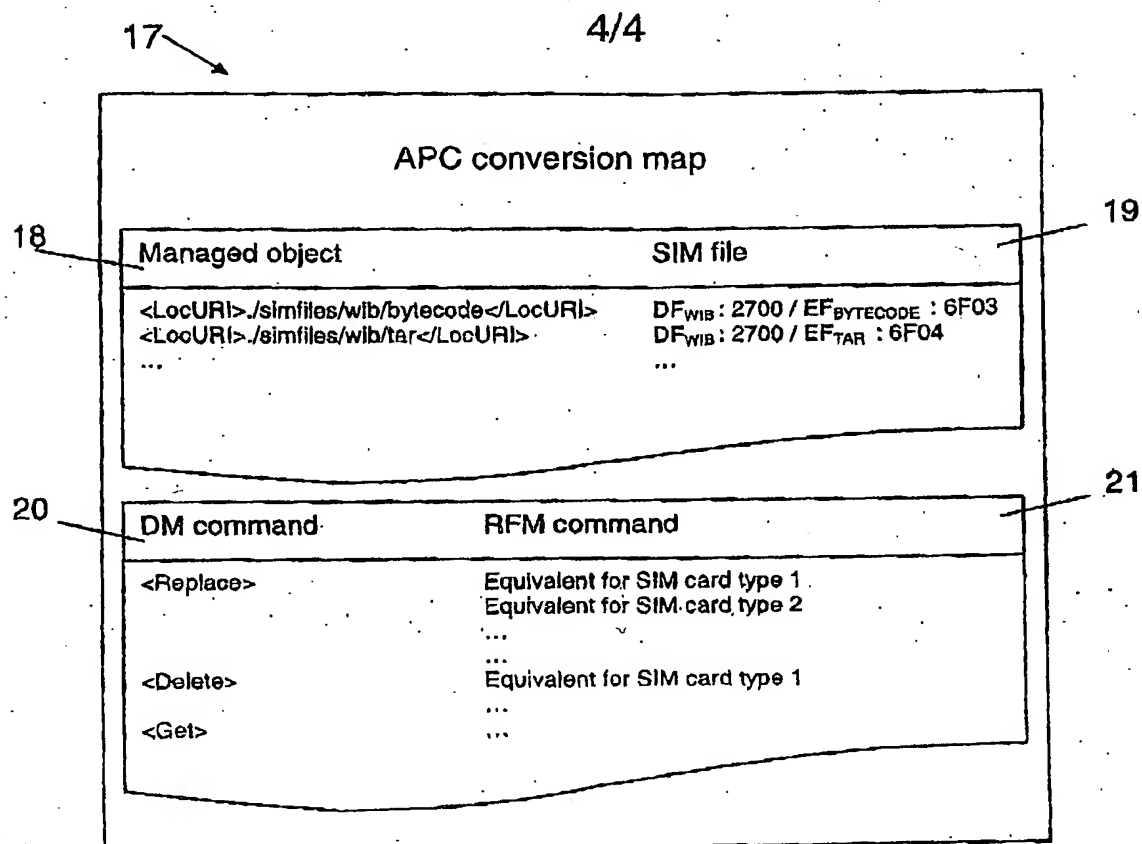 17 4/4
APC conversion map
18 19
Managed object SIM file
<LocURI>./simfiles/wib/bytecode</LocURI> DF_WIB : 2700 / EF_BYTECODE : 6F03
<LocURI>./simfiles/wib/tar</LocURI> DF_WIB : 2700 / EF_TAR : 6F04
... ...
20 21
DM command RFM command
<Replace> Equivalent for SIM card type 1
Equivalent for SIM card type 2
...
...
<Delete> Equivalent for SIM card type 1
...
<Get> ...